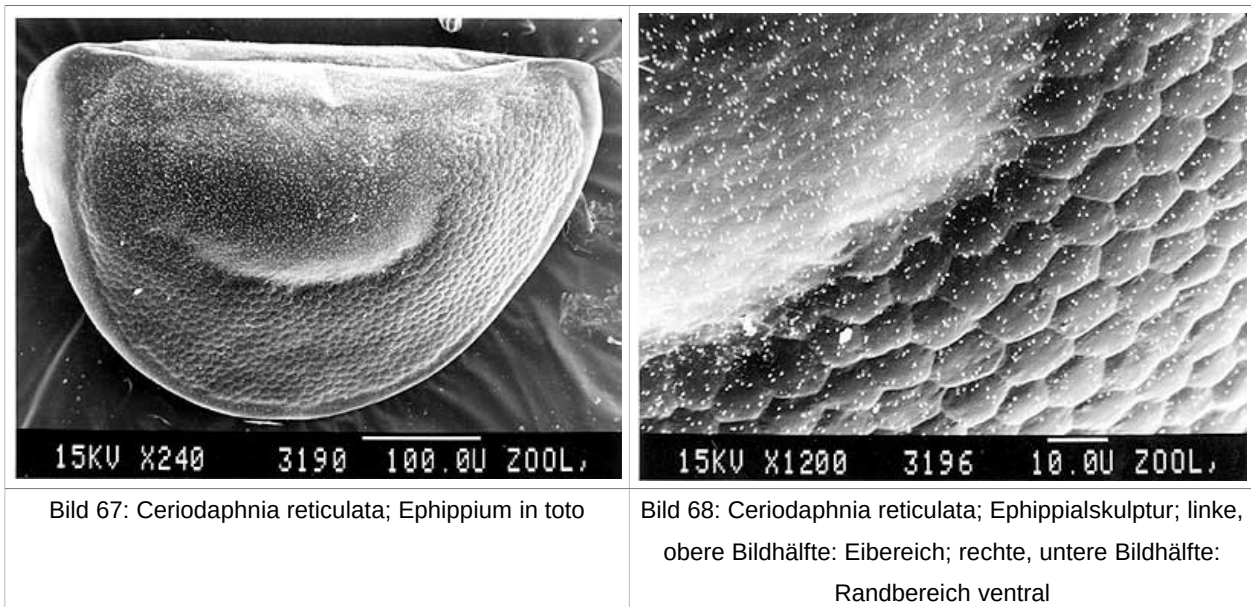 15KV X240 3190 100.0U ZOOL,
15KV X1200 3196 10.0U ZOOL,
Bild 67: Ceriodaphnia reticulata; Ephippium in toto
Bild 68: Ceriodaphnia reticulata; Ephippialskulptur; linke,
obere Bildhälfte: Eibereich; rechte, untere Bildhälfte:
Randbereich ventral